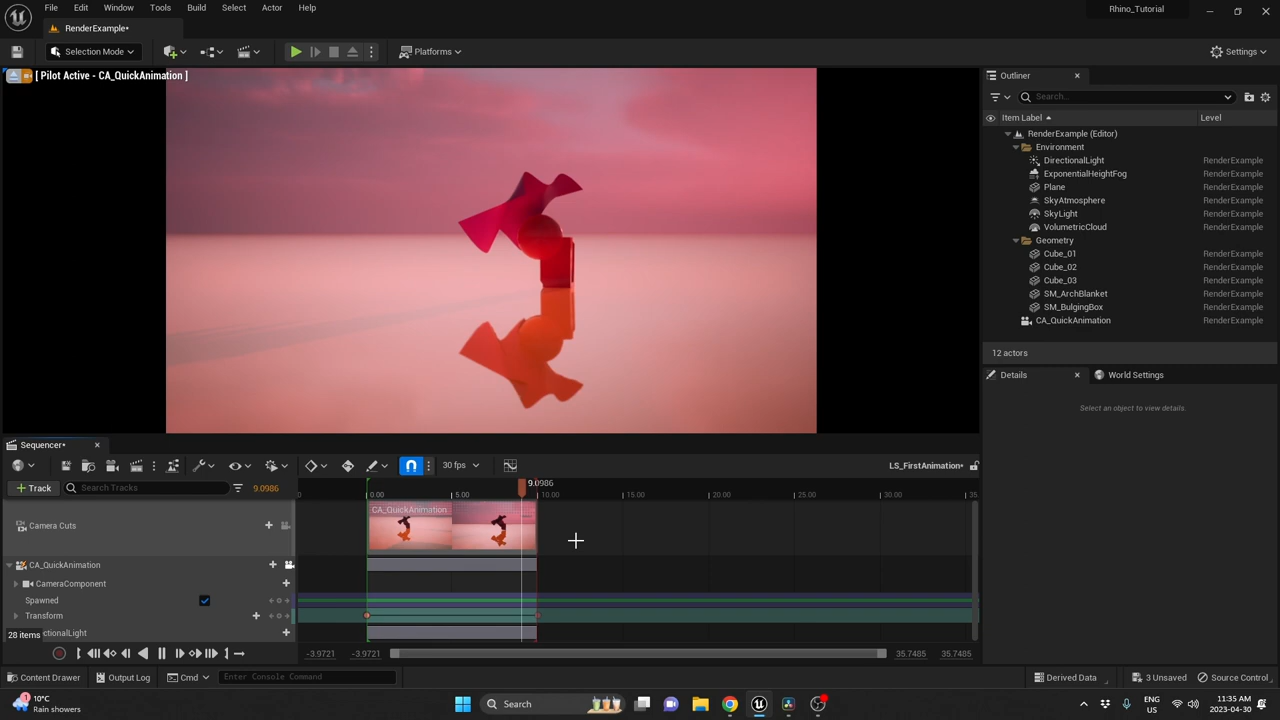 File Edit Window Tools Build Select Actor Help
Rhino_Tutorial
RenderExample*
Selection Mode
Platforms
Settings
[ Pilot Active - CA_QuickAnimation ]
Outliner
Search...
Item Label
Level
RenderExample (Editor)
Environment
DirectionalLight RenderExample
ExponentialHeightFog RenderExample
Plane RenderExample
SkyAtmosphere RenderExample
SkyLight RenderExample
VolumetricCloud RenderExample
Geometry RenderExample
Cube_01 RenderExample
Cube_02 RenderExample
Cube_03 RenderExample
SM_ArchBlanket RenderExample
SM_BulgingBox RenderExample
CA_QuickAnimation RenderExample
12 actors
Details
World Settings
Select an object to view details.
Sequencer*
30 fps
LS_FirstAnimation*
Track
Search Tracks
9.0986
9.0986
0.00 5.00 10.00 15.00 20.00 25.00 30.00 35.
CA_QuickAnimation
Camera Cuts
CA_QuickAnimation
CameraComponent
Spawned
Transform
28 items
ctionalLight
-3.9721 -3.9721 35.7485 35.7485
Content Drawer
Output Log
Cmd
Enter Console Command
Derived Data
3 Unsaved
Source Control
1
10°C
Rain showers
Search
ENG
US
11:35 AM
2023-04-30